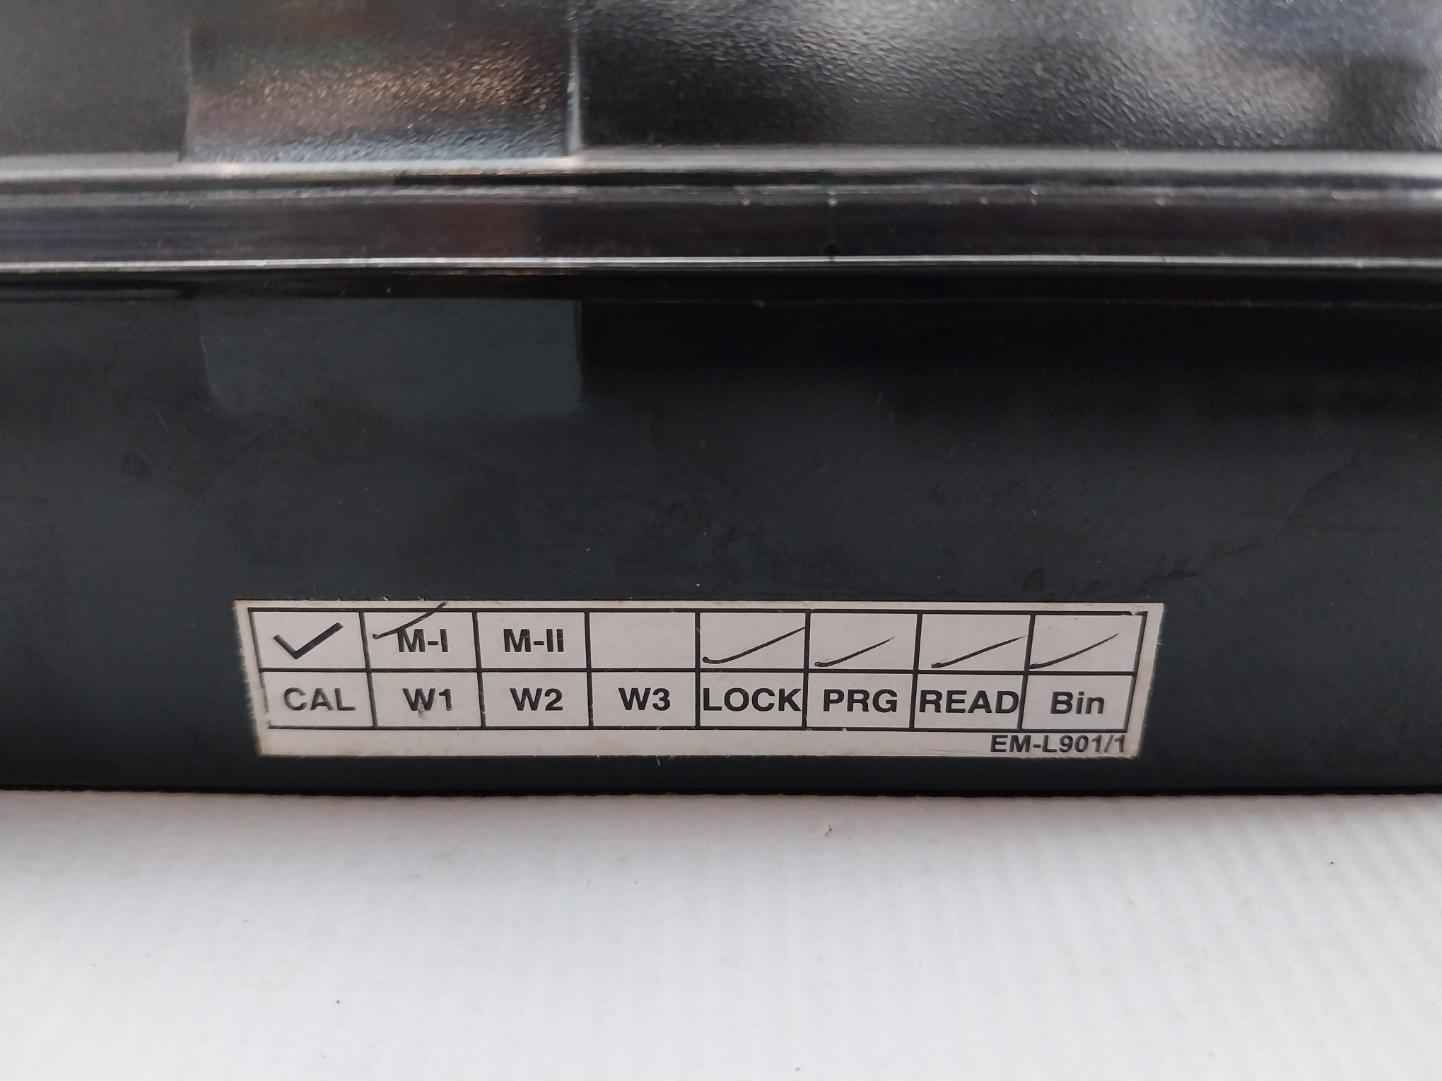 ✓ M-I M-II ✓ ✓ ✓ ✓
CAL W1 W2 W3 LOCK PRG READ Bin
EM-L901/1